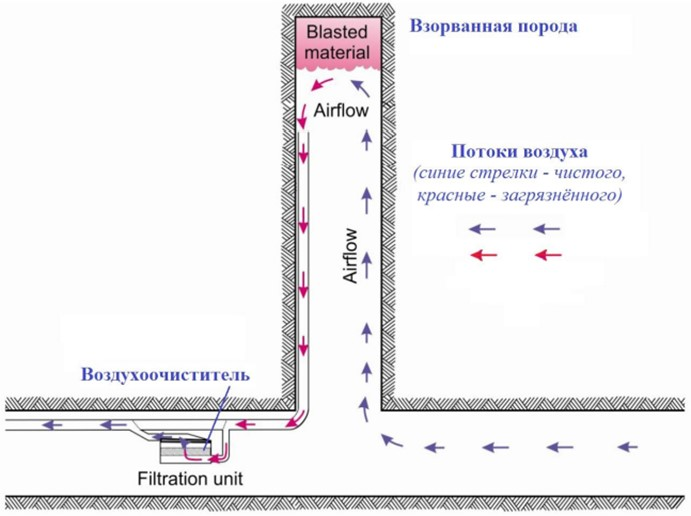 Blasted
material
Взорванная порода
Airflow
Потоки воздуха
(синие стрелки - чистого,
красные - загрязнённого)
Airflow
Воздухоочиститель
Filtration unit